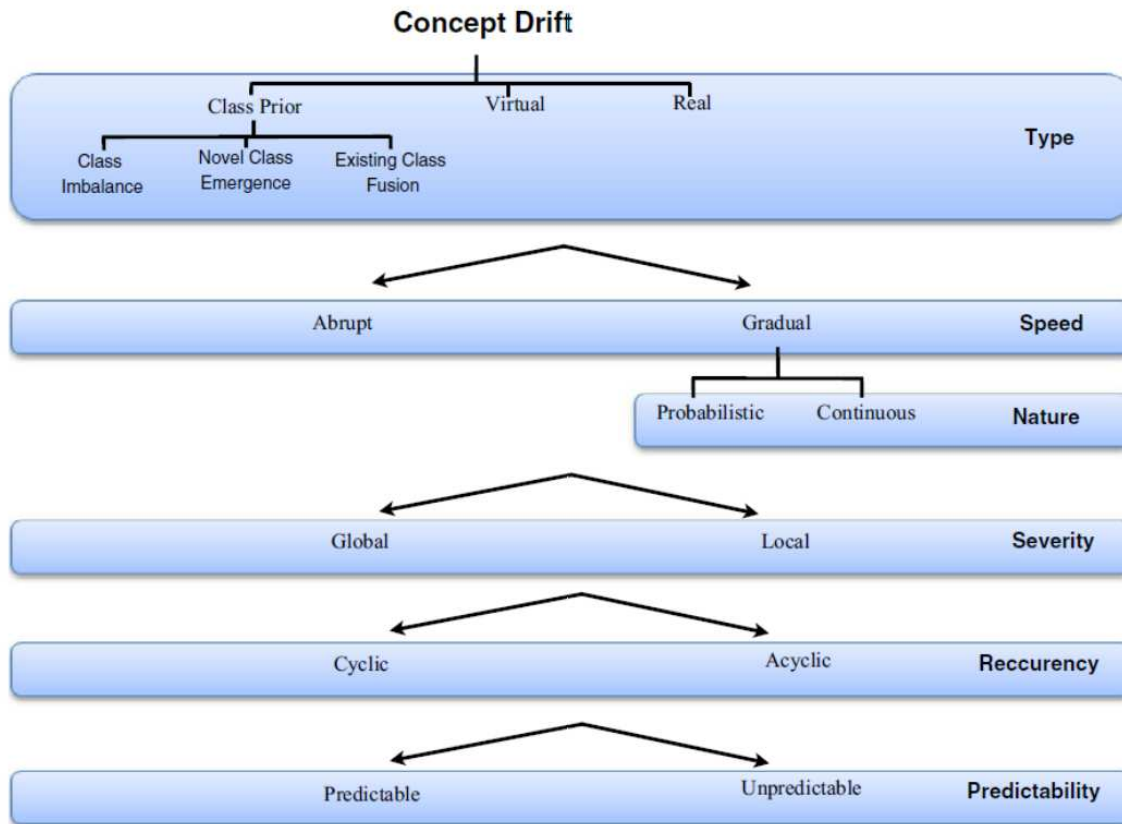 Concept Drift
Class Prior
Virtual
Real
Type
Class
Imbalance
Novel Class
Emergence
Existing Class
Fusion
Abrupt
Gradual
Speed
Probabilistic
Continuous
Nature
Global
Local
Severity
Cyclic
Acyclic
Reccurency
Predictable
Unpredictable
Predictability